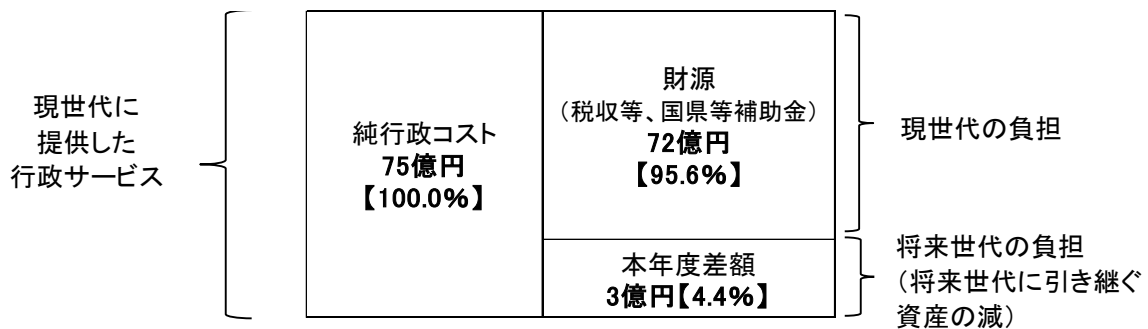 現世代に
提供した
行政サービス
純行政コスト
75億円
【100.0％】
財源
（税収等、国県等補助金）
72億円
【95.6％】
本年度差額
3億円【4.4％】
現世代の負担
将来世代の負担
（将来世代に引き継ぐ
資産の減）